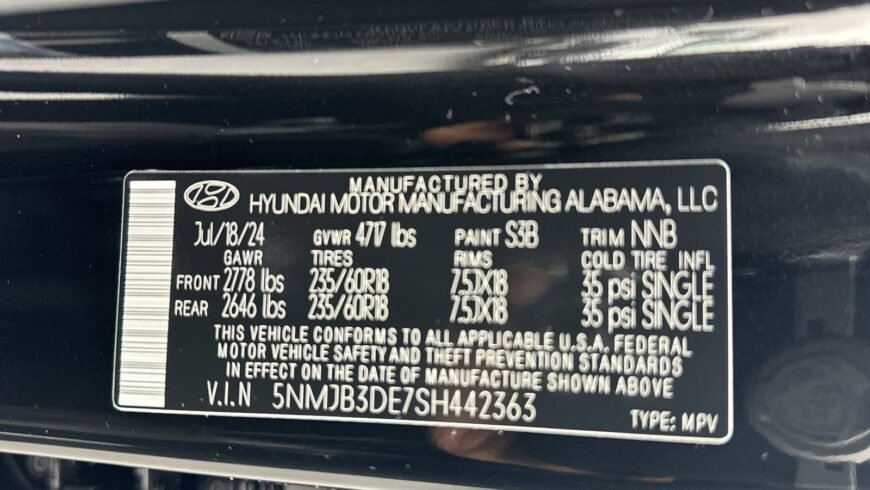 MANUFACTURED BY
HYUNDAI MOTOR MANUFACTURING ALABAMA, LLC
Jul/18/24 GVWR 4717 lbs PAINT S3B TRIM NNB
GAWR TIRES RIMS COLD TIRE INFL
FRONT 2778 lbs 235/60R18 7.5JX18 35 psi SINGLE
REAR 2646 lbs 235/60R18 7.5JX18 35 psi SINGLE
THIS VEHICLE CONFORMS TO ALL APPLICABLE U.S.A. FEDERAL
MOTOR VEHICLE SAFETY AND THEFT PREVENTION STANDARDS
IN EFFECT ON THE DATE OF MANUFACTURE SHOWN ABOVE
V.I.N 5NMJB3DE7SH442363
TYPE: MPV